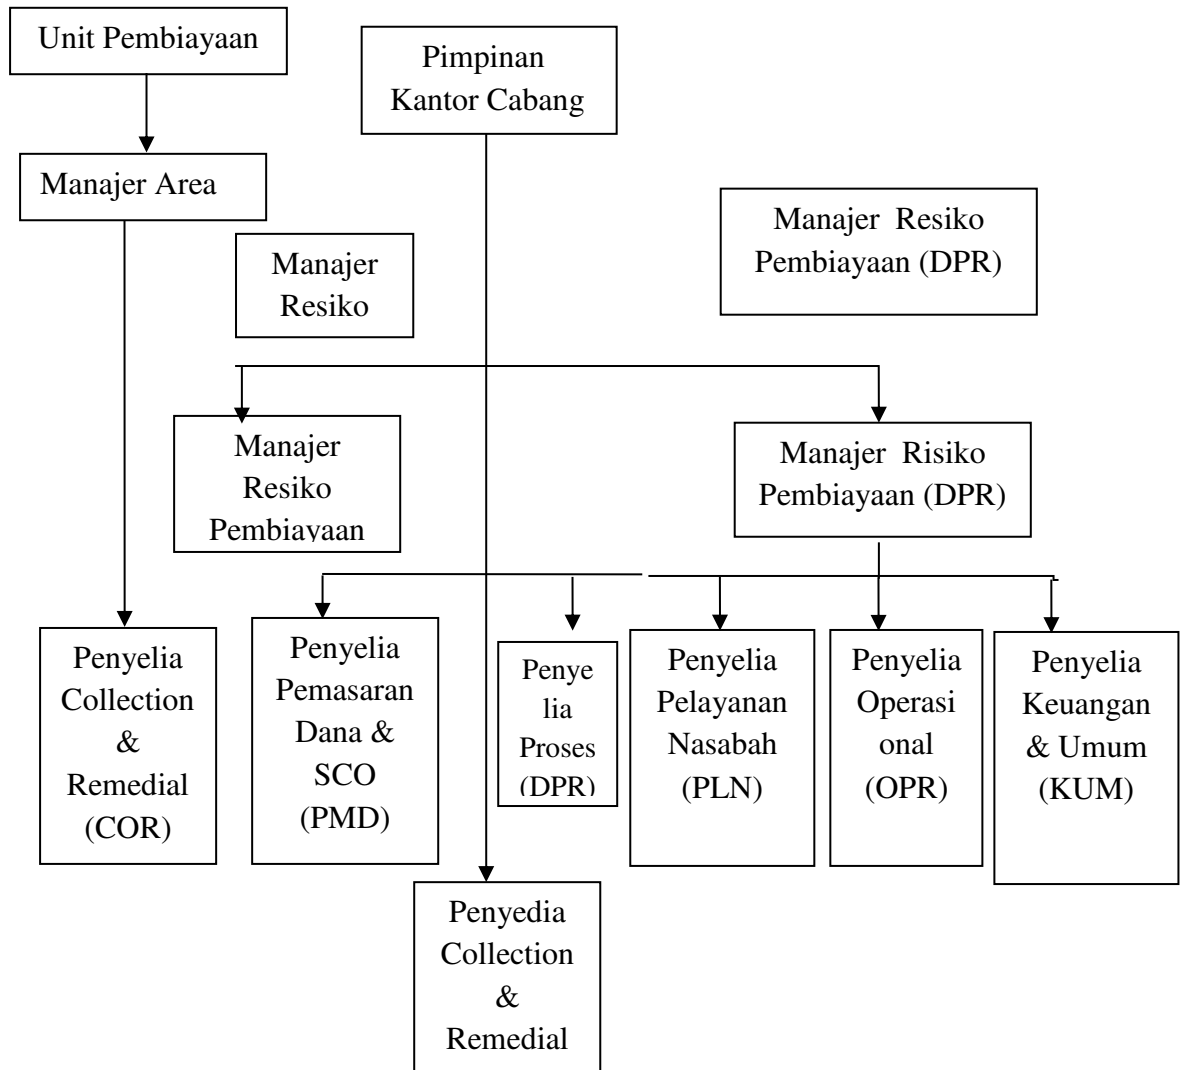 Unit Pembiayaan
Pimpinan
Kantor Cabang
Manajer Area
Manajer Resiko
Pembiayaan (DPR)
Manajer
Resiko
Manajer
Resiko
Pembiayaan
Manajer Risiko
Pembiayaan (DPR)
Penyelia
Collection
&
Remedial
(COR)
Penyelia
Pemasaran
Dana &
SCO
(PMD)
Penye
lia
Proses
(DPR)
Penyelia
Pelayanan
Nasabah
(PLN)
Penyelia
Operasi
onal
(OPR)
Penyelia
Keuangan
& Umum
(KUM)
Penyedia
Collection
&
Remedial